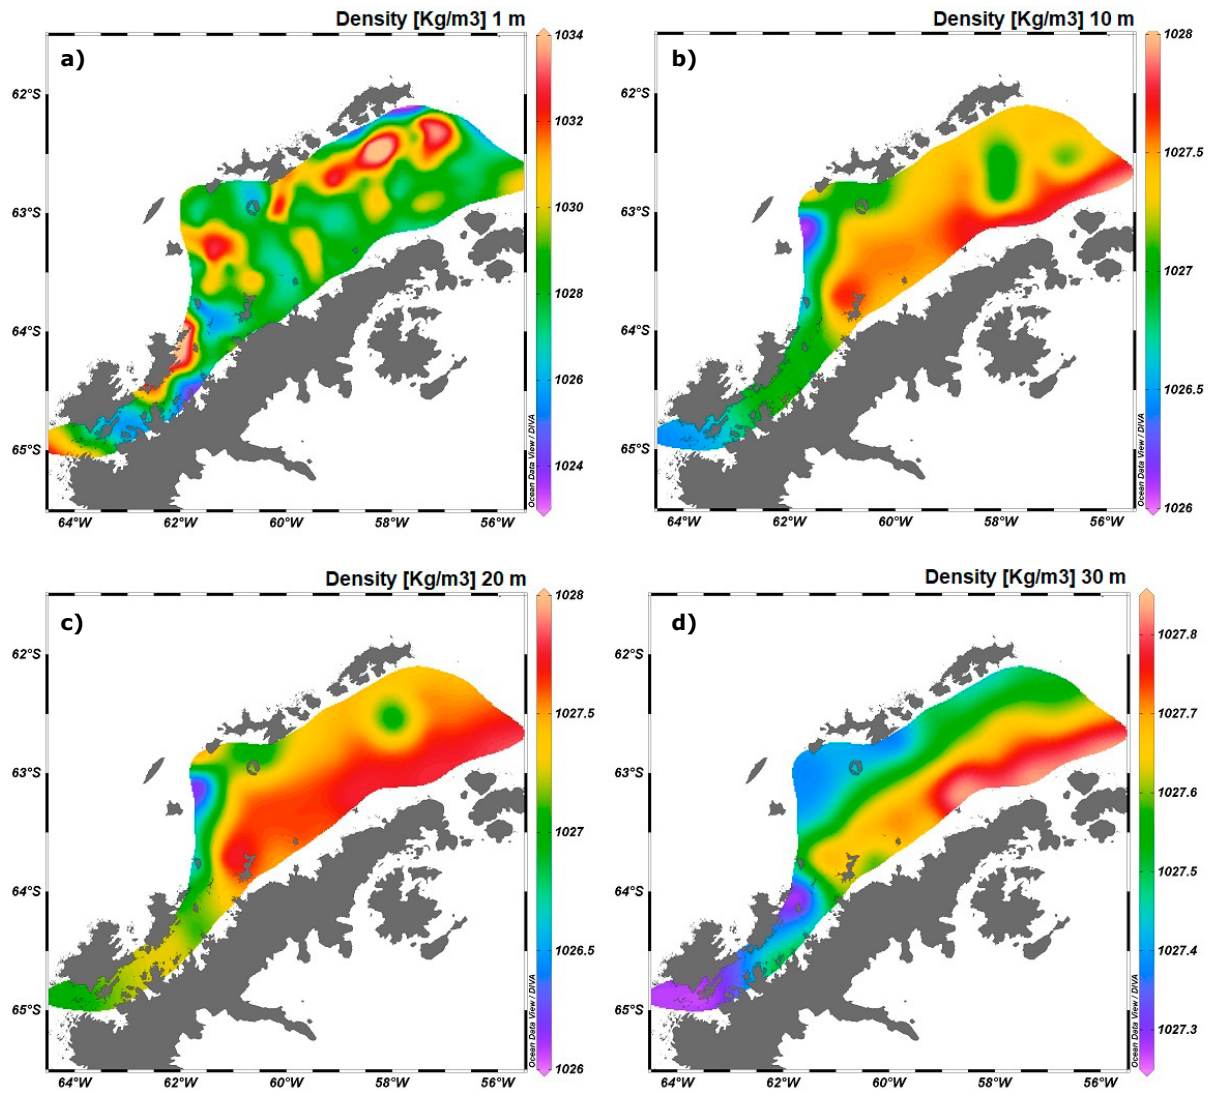 Density [Kg/m3] 1 m
a)
62°S
63°S
64°S
65°S
64°W
62°W
60°W
58°W
56°W
1034
1032
1030
1028
1026
1024
Ocean Data View / DIVA
Density [Kg/m3] 10 m
b)
62°S
63°S
64°S
65°S
64°W
62°W
60°W
58°W
56°W
1028
1027.5
1027
1026.5
1026
Ocean Data View / DIVA
Density [Kg/m3] 20 m
c)
62°S
63°S
64°S
65°S
64°W
62°W
60°W
58°W
56°W
1028
1027.5
1027
1026.5
1026
Ocean Data View / DIVA
Density [Kg/m3] 30 m
d)
62°S
63°S
64°S
65°S
64°W
62°W
60°W
58°W
56°W
1027.8
1027.7
1027.6
1027.5
1027.4
1027.3
Ocean Data View / DIVA